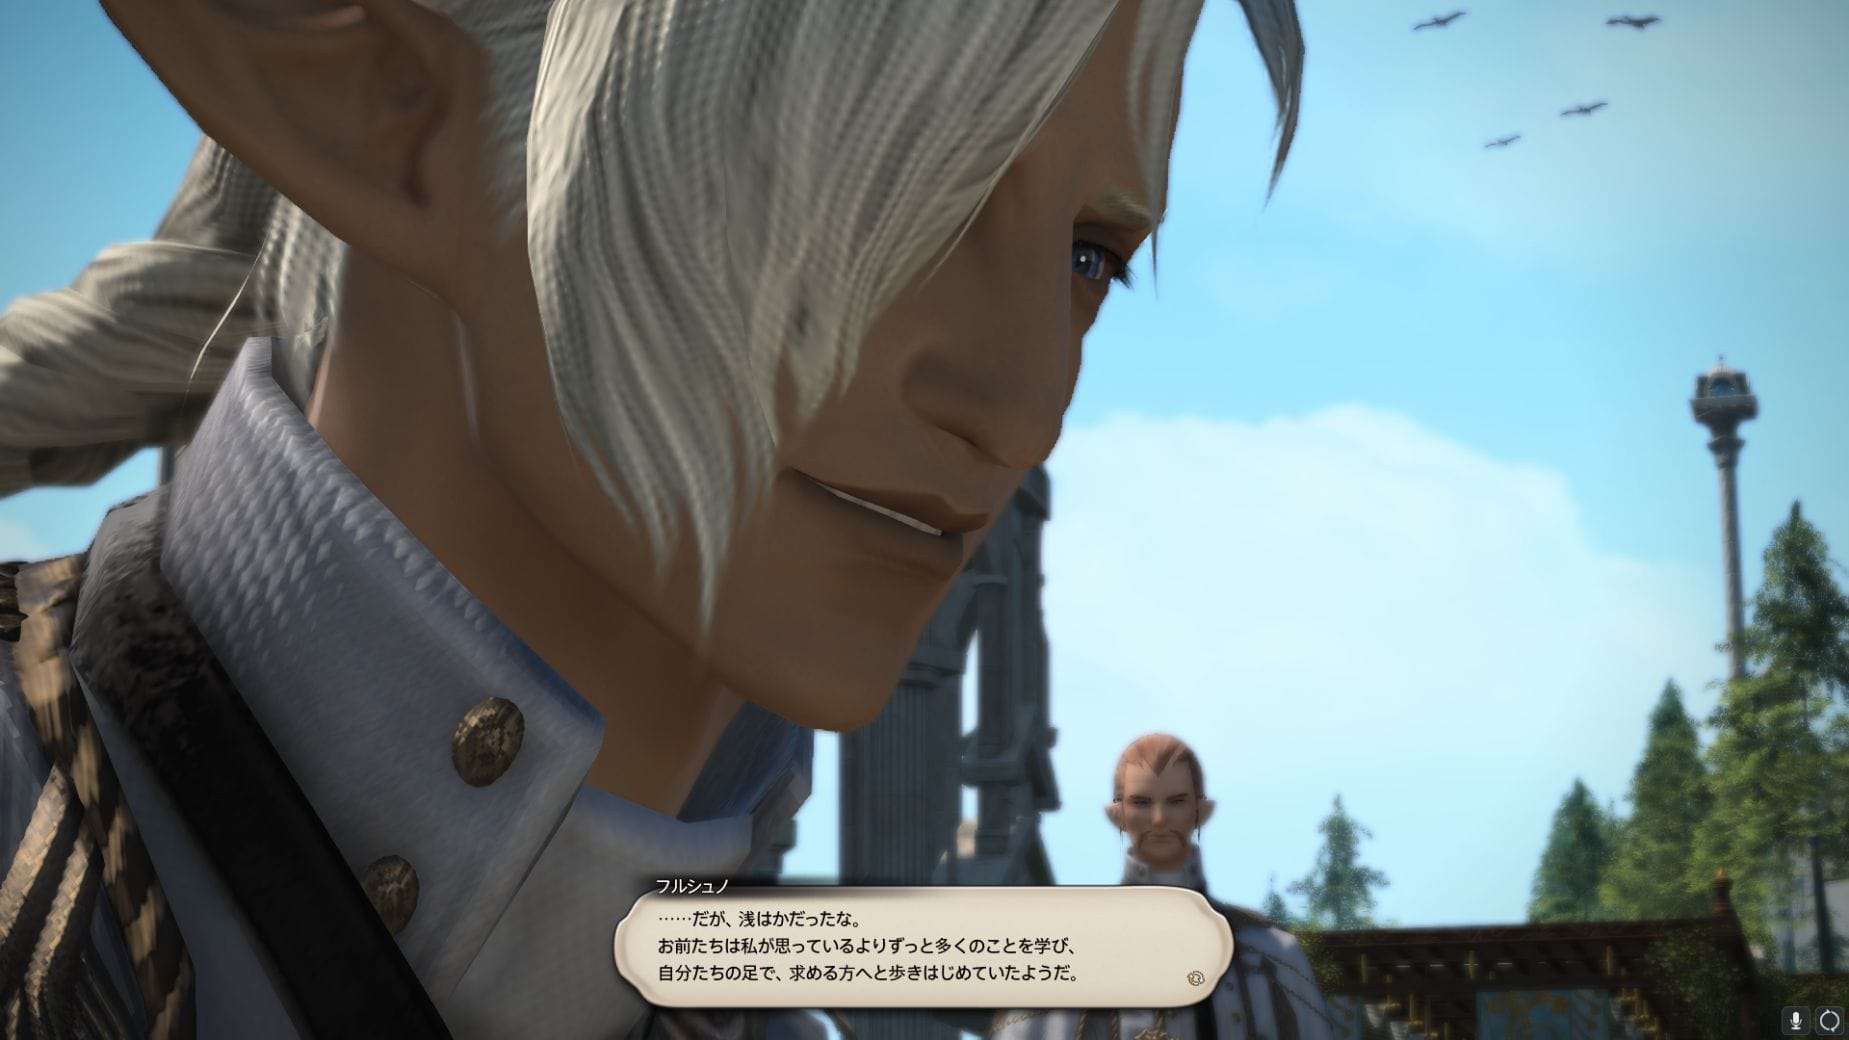 フルシュノ
……だが、浅はかだったな。
お前たちは私が思っているよりずっと多くのことを学び、
自分たちの足で、求める方へと歩きはじめていたようだ。